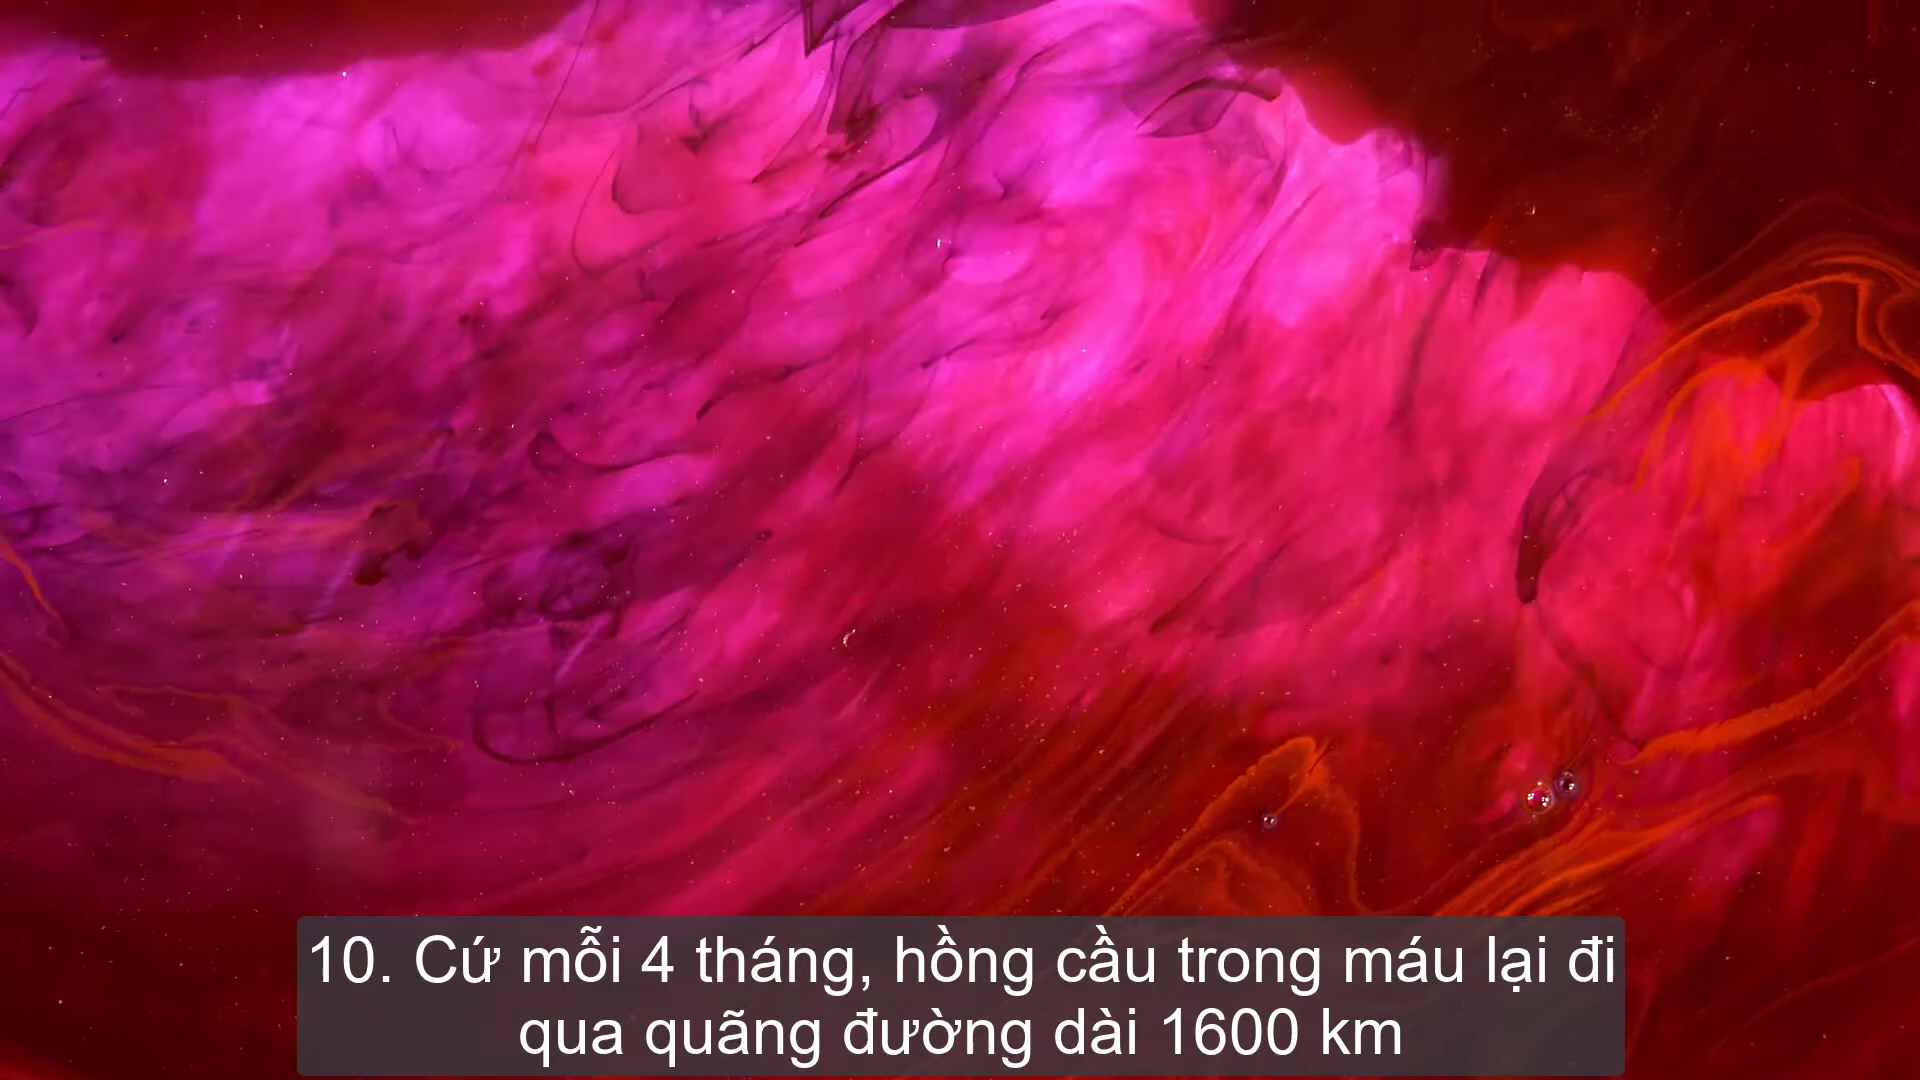 10. Cứ mỗi 4 tháng, hồng cầu trong máu lại đi
qua quãng đường dài 1600 km